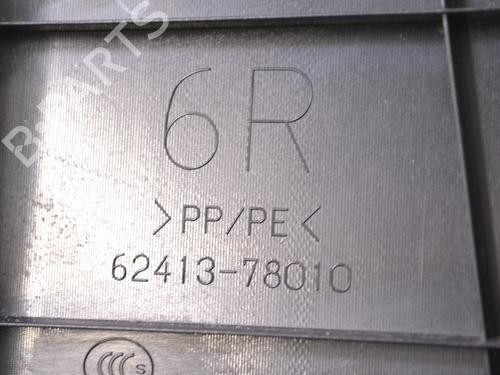 B-PARTS
6R
>PP/PE<
62413-78010
CCC S